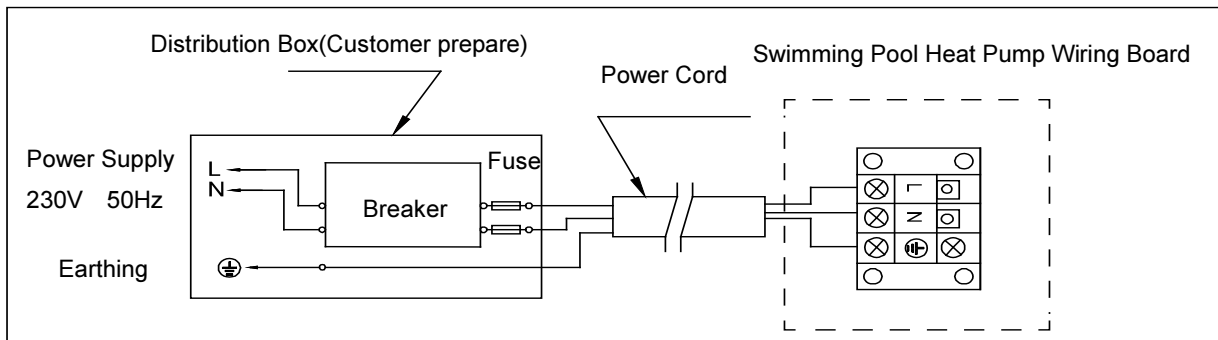 Distribution Box(Customer prepare)
Swimming Pool Heat Pump Wiring Board
Power Cord
Power Supply
230V 50Hz
L
N
Fuse
Breaker
Earthing
L
N